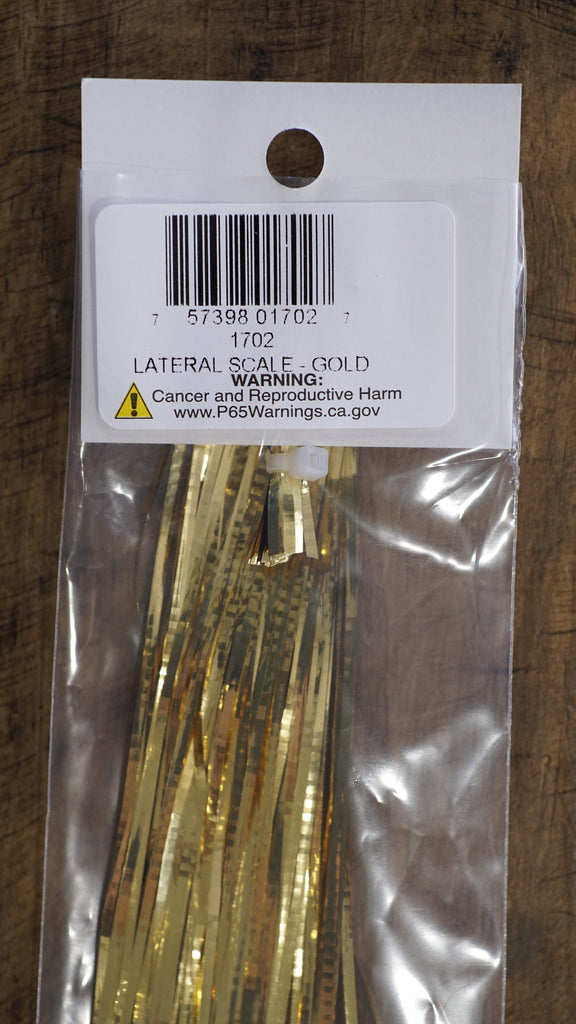 7 57398 01702 7
1702
LATERAL SCALE - GOLD
WARNING:
Cancer and Reproductive Harm
www.P65Warnings.ca.gov